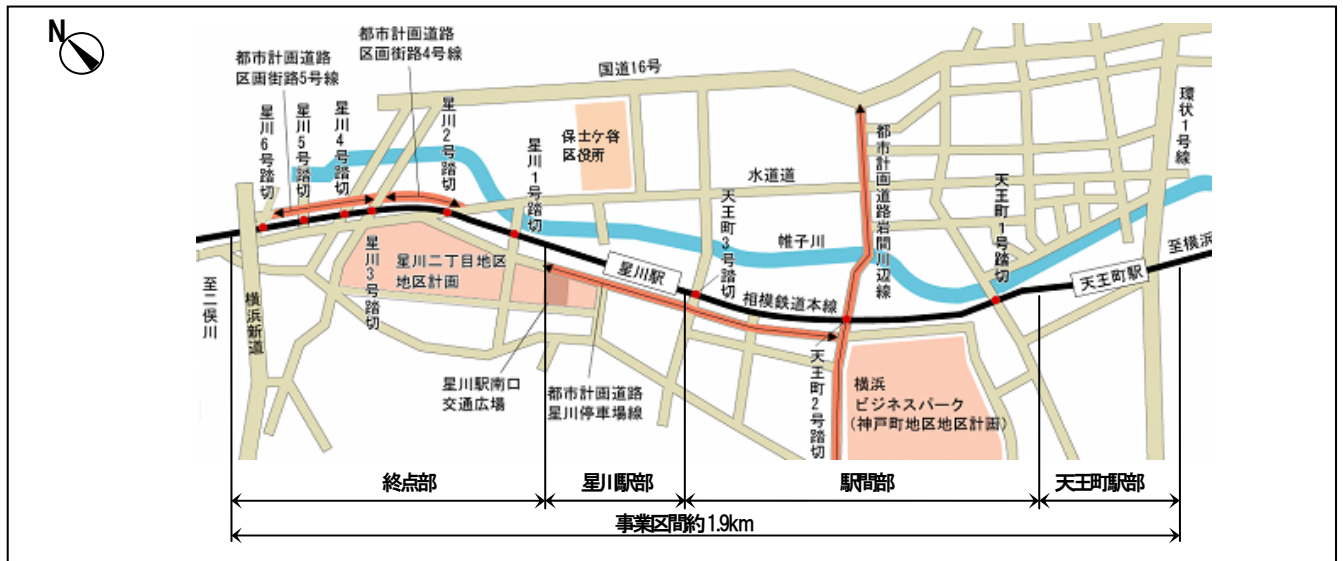 N
都市計画道路
区画街路5号線
都市計画道路
区画街路4号線
国道16号
環状1号線
星川6号踏切
星川5号踏切
星川4号踏切
星川2号踏切
星川1号踏切
保土ケ谷
区役所
都市計画道路岩間川辺線
水道道
天王町3号踏切
天王町1号踏切
帷子川
至横浜
天王町駅
星川駅
相模鉄道本線
星川3号踏切
星川二丁目地区
地区計画
至二俣川
横浜新道
星川駅南口
交通広場
都市計画道路
星川停車場線
天王町2号踏切
横浜
ビジネスパーク
(神戸町地区地区計画)
終点部
星川駅部
駅間部
天王町駅部
事業区間約1.9km